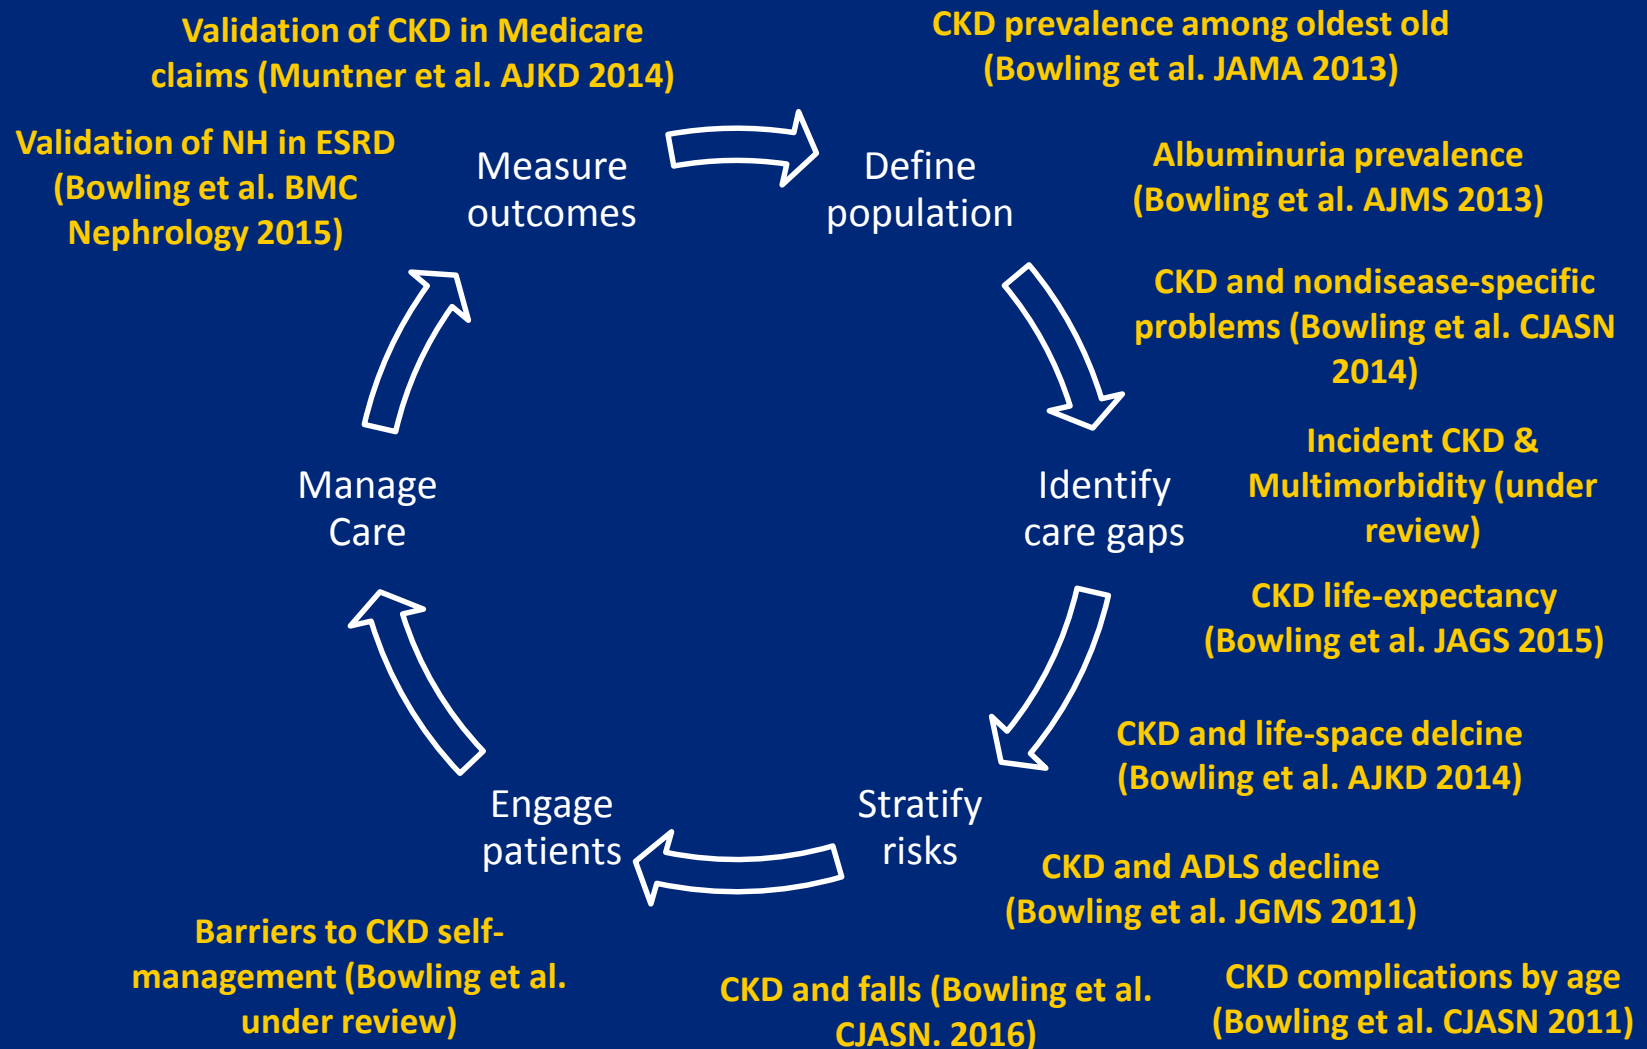 Validation of CKD in Medicare
claims (Muntner et al. AJKD 2014)
CKD prevalence among oldest old
(Bowling et al. JAMA 2013)
Validation of NH in ESRD
(Bowling et al. BMC
Nephrology 2015)
Measure
outcomes
Define
population
Albuminuria prevalence
(Bowling et al. AJMS 2013)
CKD and nondisease-specific
problems (Bowling et al. CJASN
2014)
Manage
Care
Identify
care gaps
Incident CKD &
Multimorbidity (under
review)
CKD life-expectancy
(Bowling et al. JAGS 2015)
CKD and life-space delcine
(Bowling et al. AJKD 2014)
Engage
patients
Stratify
risks
CKD and ADLS decline
(Bowling et al. JGMS 2011)
Barriers to CKD self-
management (Bowling et al.
under review)
CKD and falls (Bowling et al.
CJASN. 2016)
CKD complications by age
(Bowling et al. CJASN 2011)